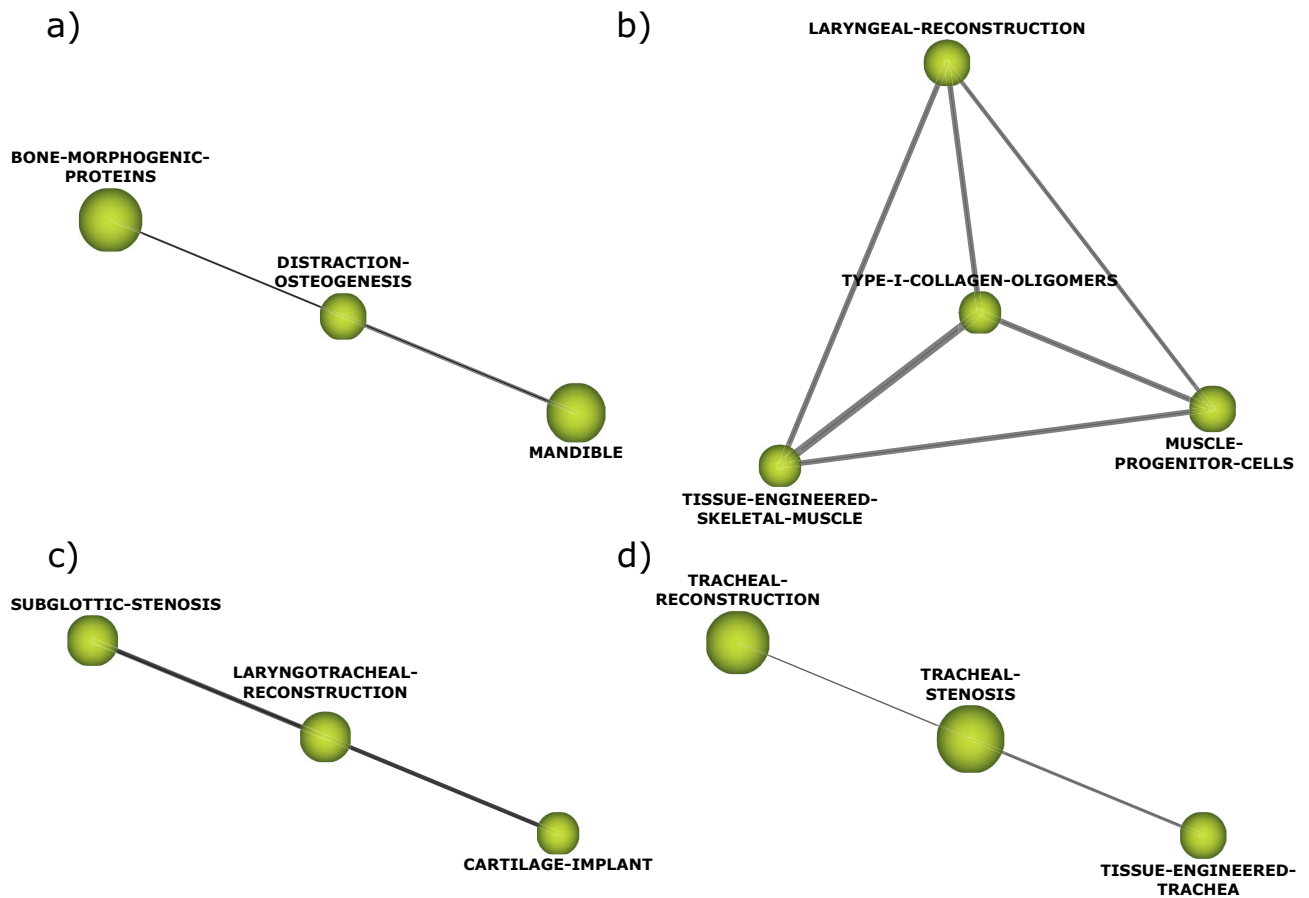 a)
BONE-MORPHOGENIC-
PROTEINS
DISTRACTION-
OSTEOGENESIS
MANDIBLE
b)
LARYNGEAL-RECONSTRUCTION
TYPE-I-COLLAGEN-OLIGOMERS
MUSCLE-
PROGENITOR-CELLS
TISSUE-ENGINEERED-
SKELETAL-MUSCLE
c)
SUBGLOTTIC-STENOSIS
LARYNGOTRACHEAL-
RECONSTRUCTION
CARTILAGE-IMPLANT
d)
TRACHEAL-
RECONSTRUCTION
TRACHEAL-
STENOSIS
TISSUE-ENGINEERED-
TRACHEA